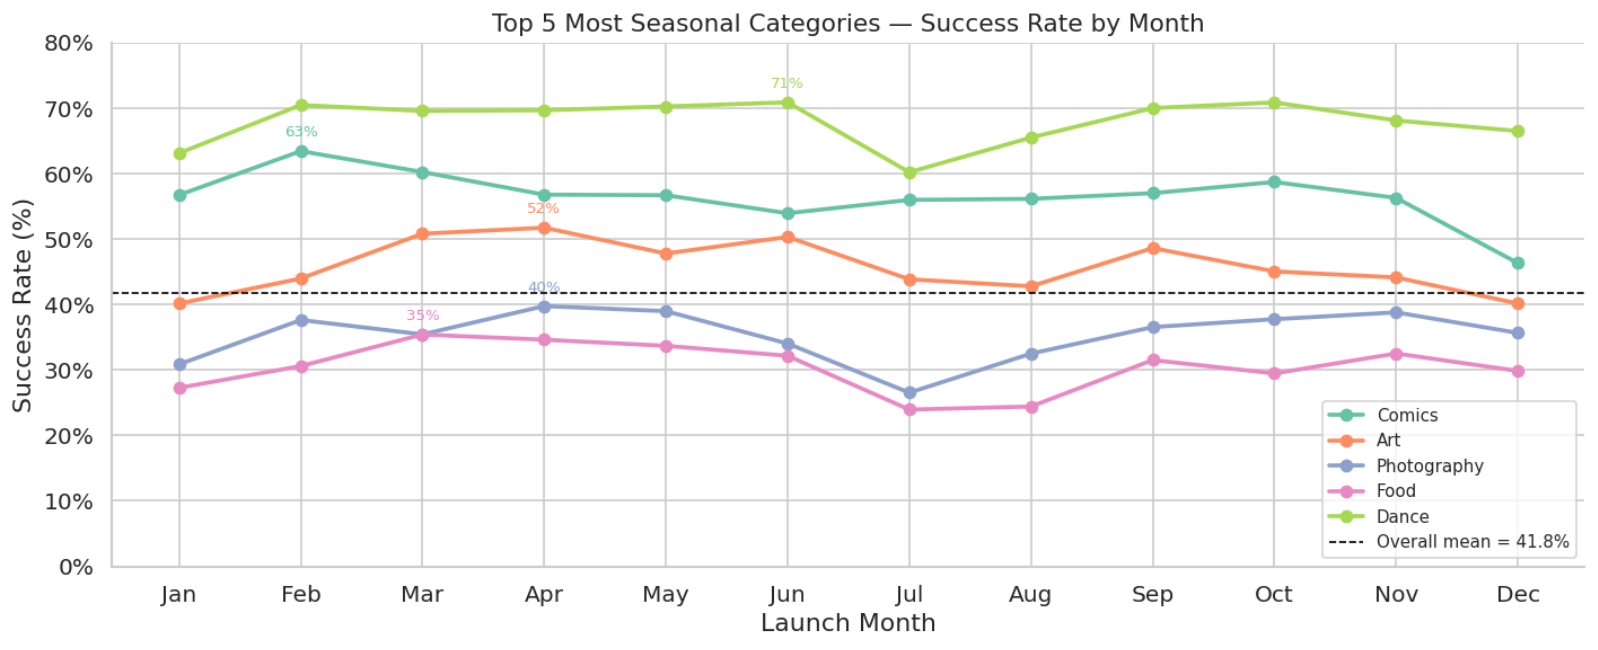 Top 5 Most Seasonal Categories — Success Rate by Month
Success Rate (%)
80%
70%
60%
50%
40%
30%
20%
10%
0%
71%
63%
52%
40%
35%
Comics
Art
Photography
Food
Dance
Overall mean = 41.8%
Jan Feb Mar Apr May Jun Jul Aug Sep Oct Nov Dec
Launch Month